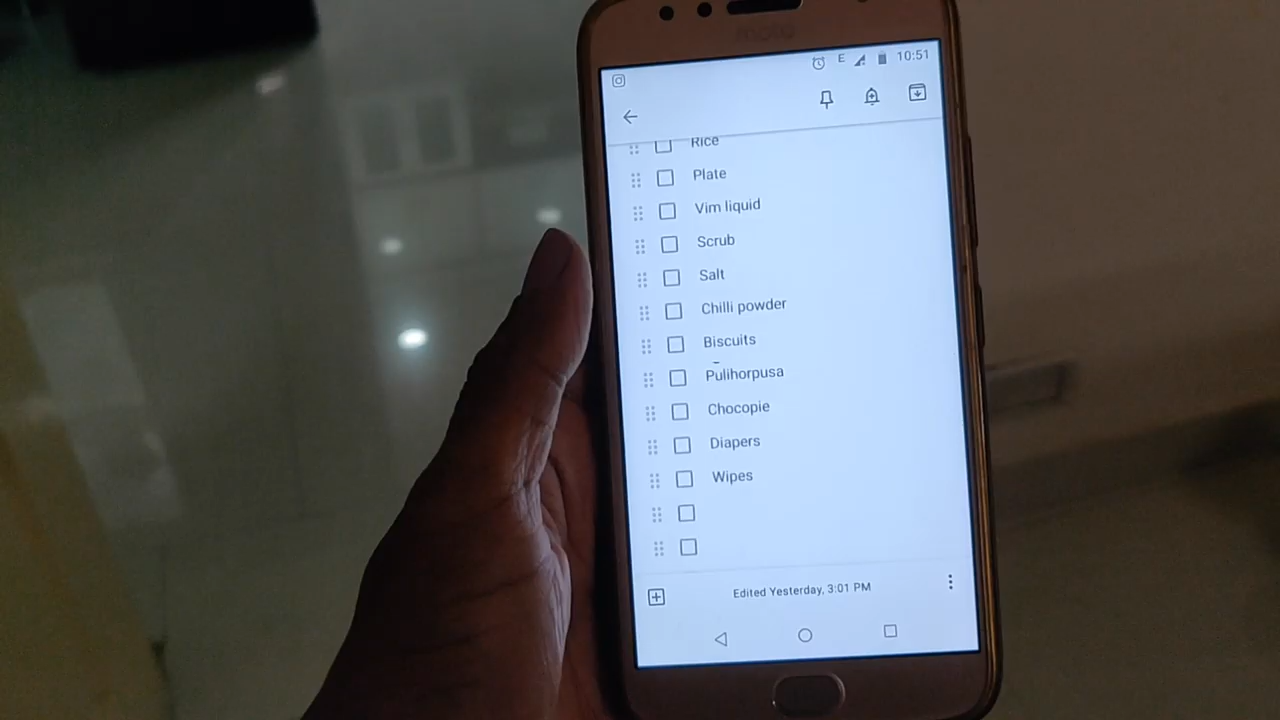 moto
E 10:51
Rice
Plate
Vim liquid
Scrub
Salt
Chilli powder
Biscuits
Pulihorpusa
Chocopie
Diapers
Wipes
Edited Yesterday, 3:01 PM